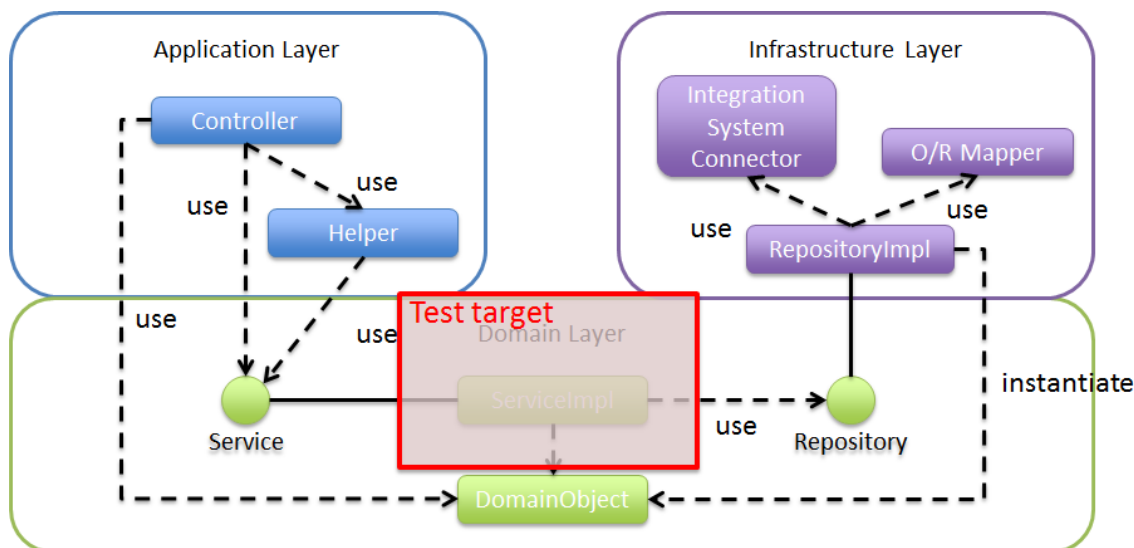 Application Layer
Infrastructure Layer
Controller
Integration
System
Connector
O/R Mapper
use
use
Helper
use
use
RepositoryImpl
use
use
Test target
Domain Layer
instantiate
ServiceImpl
use
Service
Repository
DomainObject